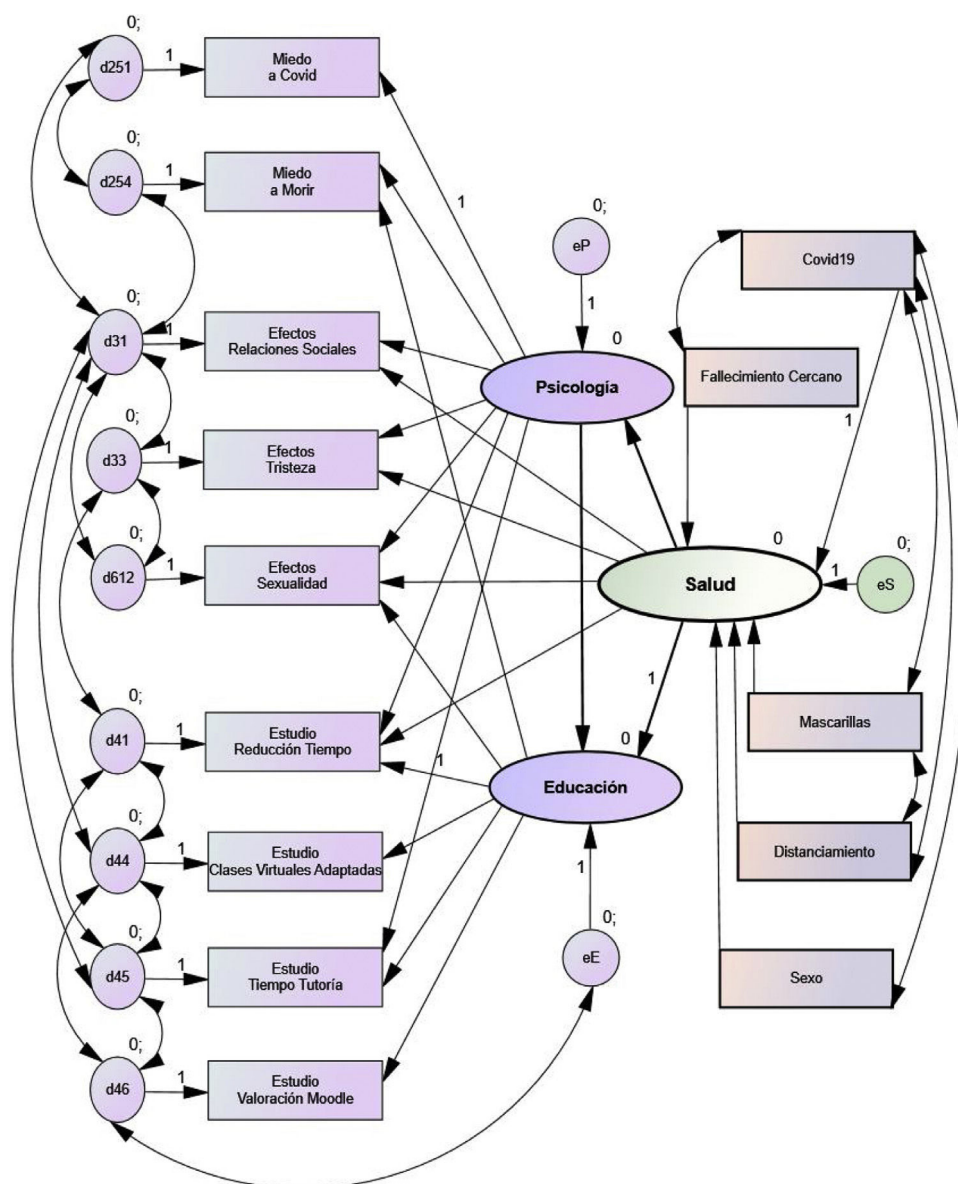 0;
d251
1
Miedo
a Covid
0;
d254
1
Miedo
a Morir
1
0;
eP
1
0
Psicología
Covid19
Fallecimiento Cercano
1
0;
d31
1
Efectos
Relaciones Sociales
0;
d33
1
Efectos
Tristeza
0;
d612
1
Efectos
Sexualidad
0
Salud
1
0;
eS
1
0;
d41
1
Estudio
Reducción Tiempo
1
0
Educación
Mascarillas
0;
d44
1
Estudio
Clases Virtuales Adaptadas
Distanciamiento
1
0;
eE
0;
d45
1
Estudio
Tiempo Tutoría
Sexo
0;
d46
1
Estudio
Valoración Moodle